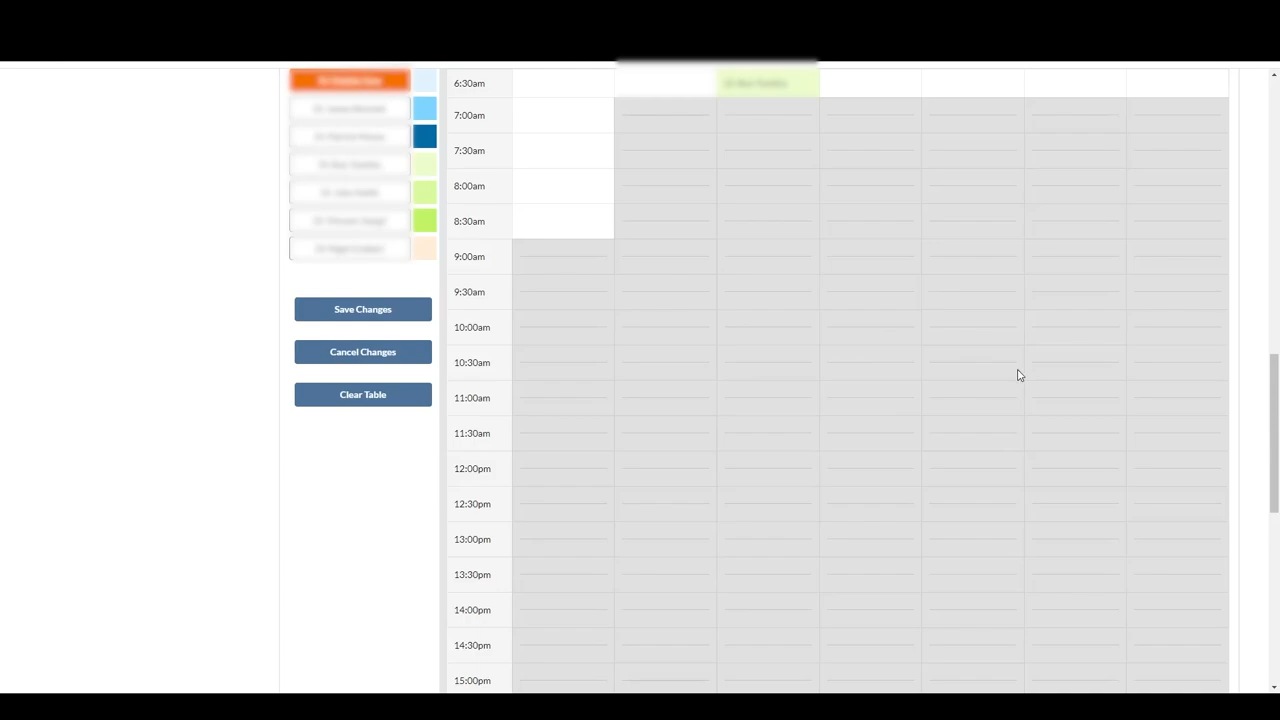 6:30am
7:00am
7:30am
8:00am
8:30am
9:00am
9:30am
10:00am
10:30am
11:00am
11:30am
12:00pm
12:30pm
13:00pm
13:30pm
14:00pm
14:30pm
15:00pm
Save Changes
Cancel Changes
Clear Table